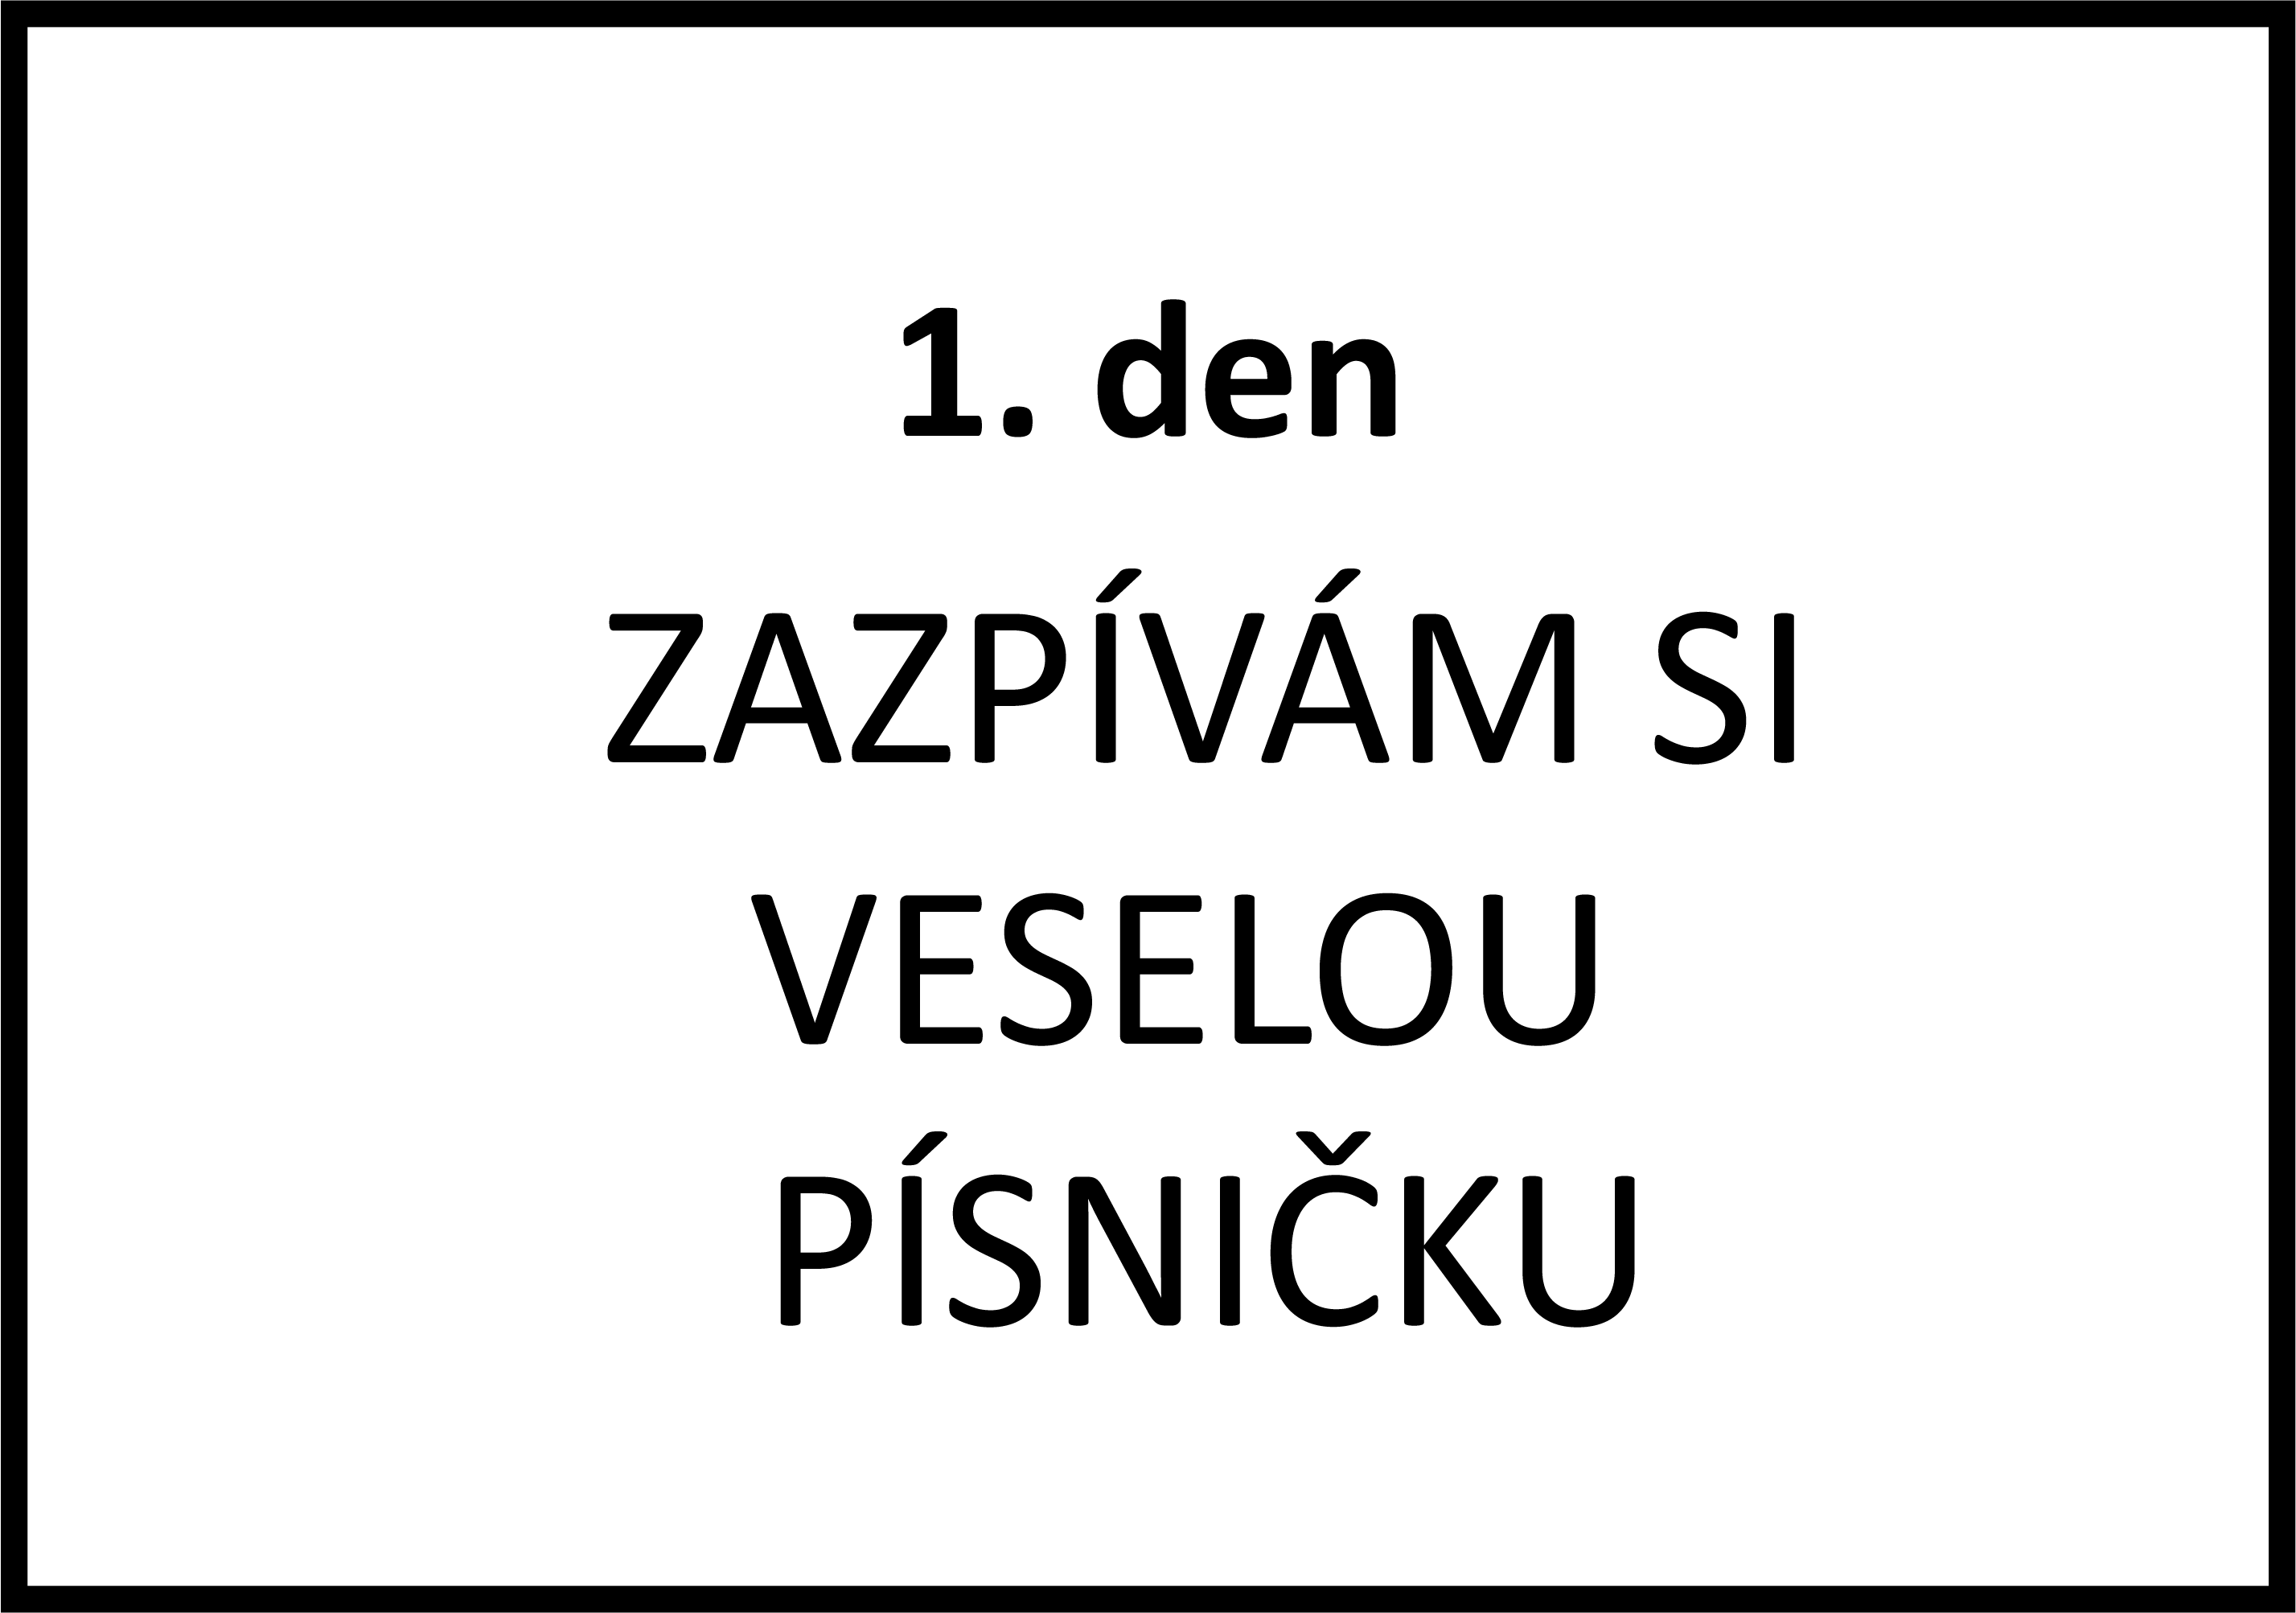 1. den
ZAZPÍVÁM SI
VESELOU
PÍSNIČKU